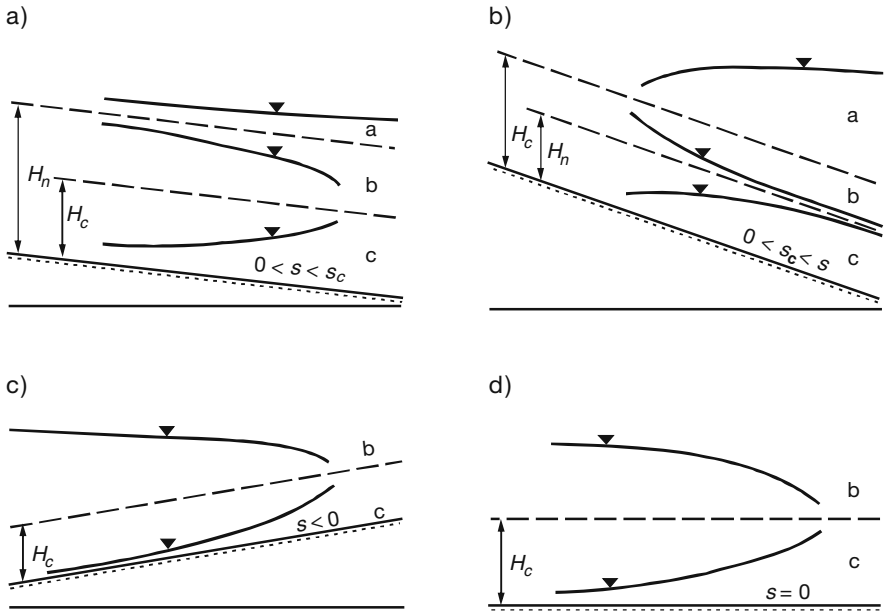 a)
a
H_n
b
H_c
c
0 < s < s_c
b)
H_c
H_n
a
b
0 < s_c < s
c
c)
b
H_c
s < 0
c
d)
b
H_c
c
s = 0